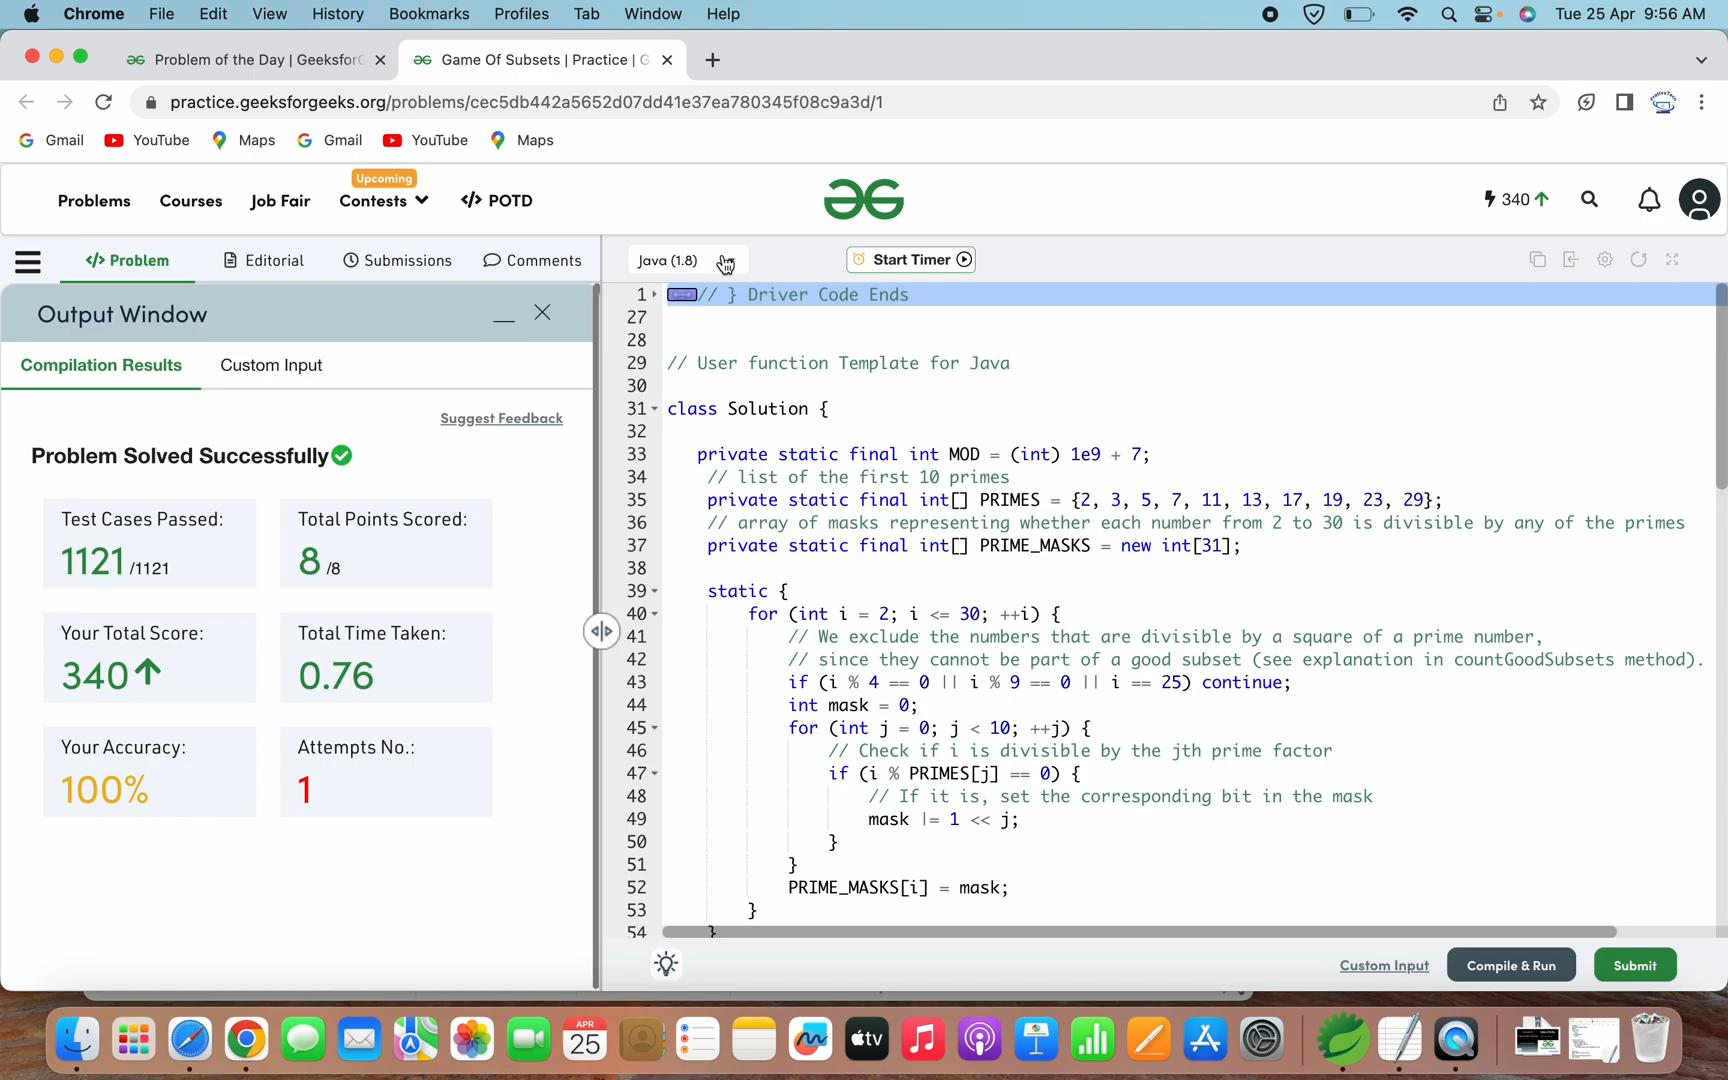 Chrome File Edit View History Bookmarks Profiles Tab Window Help Tue 25 Apr 9:56 AM
Problem of the Day | GeeksforG Game Of Subsets | Practice | G
practice.geeksforgeeks.org/problems/cec5db442a5652d07dd41e37ea780345f08c9a3d/1
Gmail YouTube Maps Gmail YouTube Maps
Upcoming
Problems Courses Job Fair Contests </> POTD 340
</> Problem Editorial Submissions Comments Java (1.8) Start Timer
Output Window
Compilation Results Custom Input
Suggest Feedback
Problem Solved Successfully
Test Cases Passed: Total Points Scored:
1121 /1121 8 /8
Your Total Score: Total Time Taken:
340 0.76
Your Accuracy: Attempts No.:
100% 1
1 // } Driver Code Ends
27
28
29 // User function Template for Java
30
31 class Solution {
32
33 private static final int MOD = (int) 1e9 + 7;
34 // list of the first 10 primes
35 private static final int[] PRIMES = {2, 3, 5, 7, 11, 13, 17, 19, 23, 29};
36 // array of masks representing whether each number from 2 to 30 is divisible by any of the primes
37 private static final int[] PRIME_MASKS = new int[31];
38
39 static {
40 for (int i = 2; i <= 30; ++i) {
41 // We exclude the numbers that are divisible by a square of a prime number,
42 // since they cannot be part of a good subset (see explanation in countGoodSubsets method).
43 if (i % 4 == 0 || i % 9 == 0 || i == 25) continue;
44 int mask = 0;
45 for (int j = 0; j < 10; ++j) {
46 // Check if i is divisible by the jth prime factor
47 if (i % PRIMES[j] == 0) {
48 // If it is, set the corresponding bit in the mask
49 mask |= 1 << j;
50 }
51 }
52 PRIME_MASKS[i] = mask;
53 }
54 }
Custom Input Compile & Run Submit
APR
25
tv